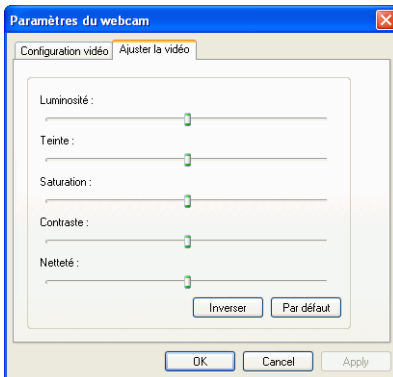 Paramètres du webcam
Configuration vidéo Ajuster la vidéo
Luminosité :
Teinte :
Saturation :
Contraste :
Netteté :
Inverser Par défaut
OK Cancel Apply